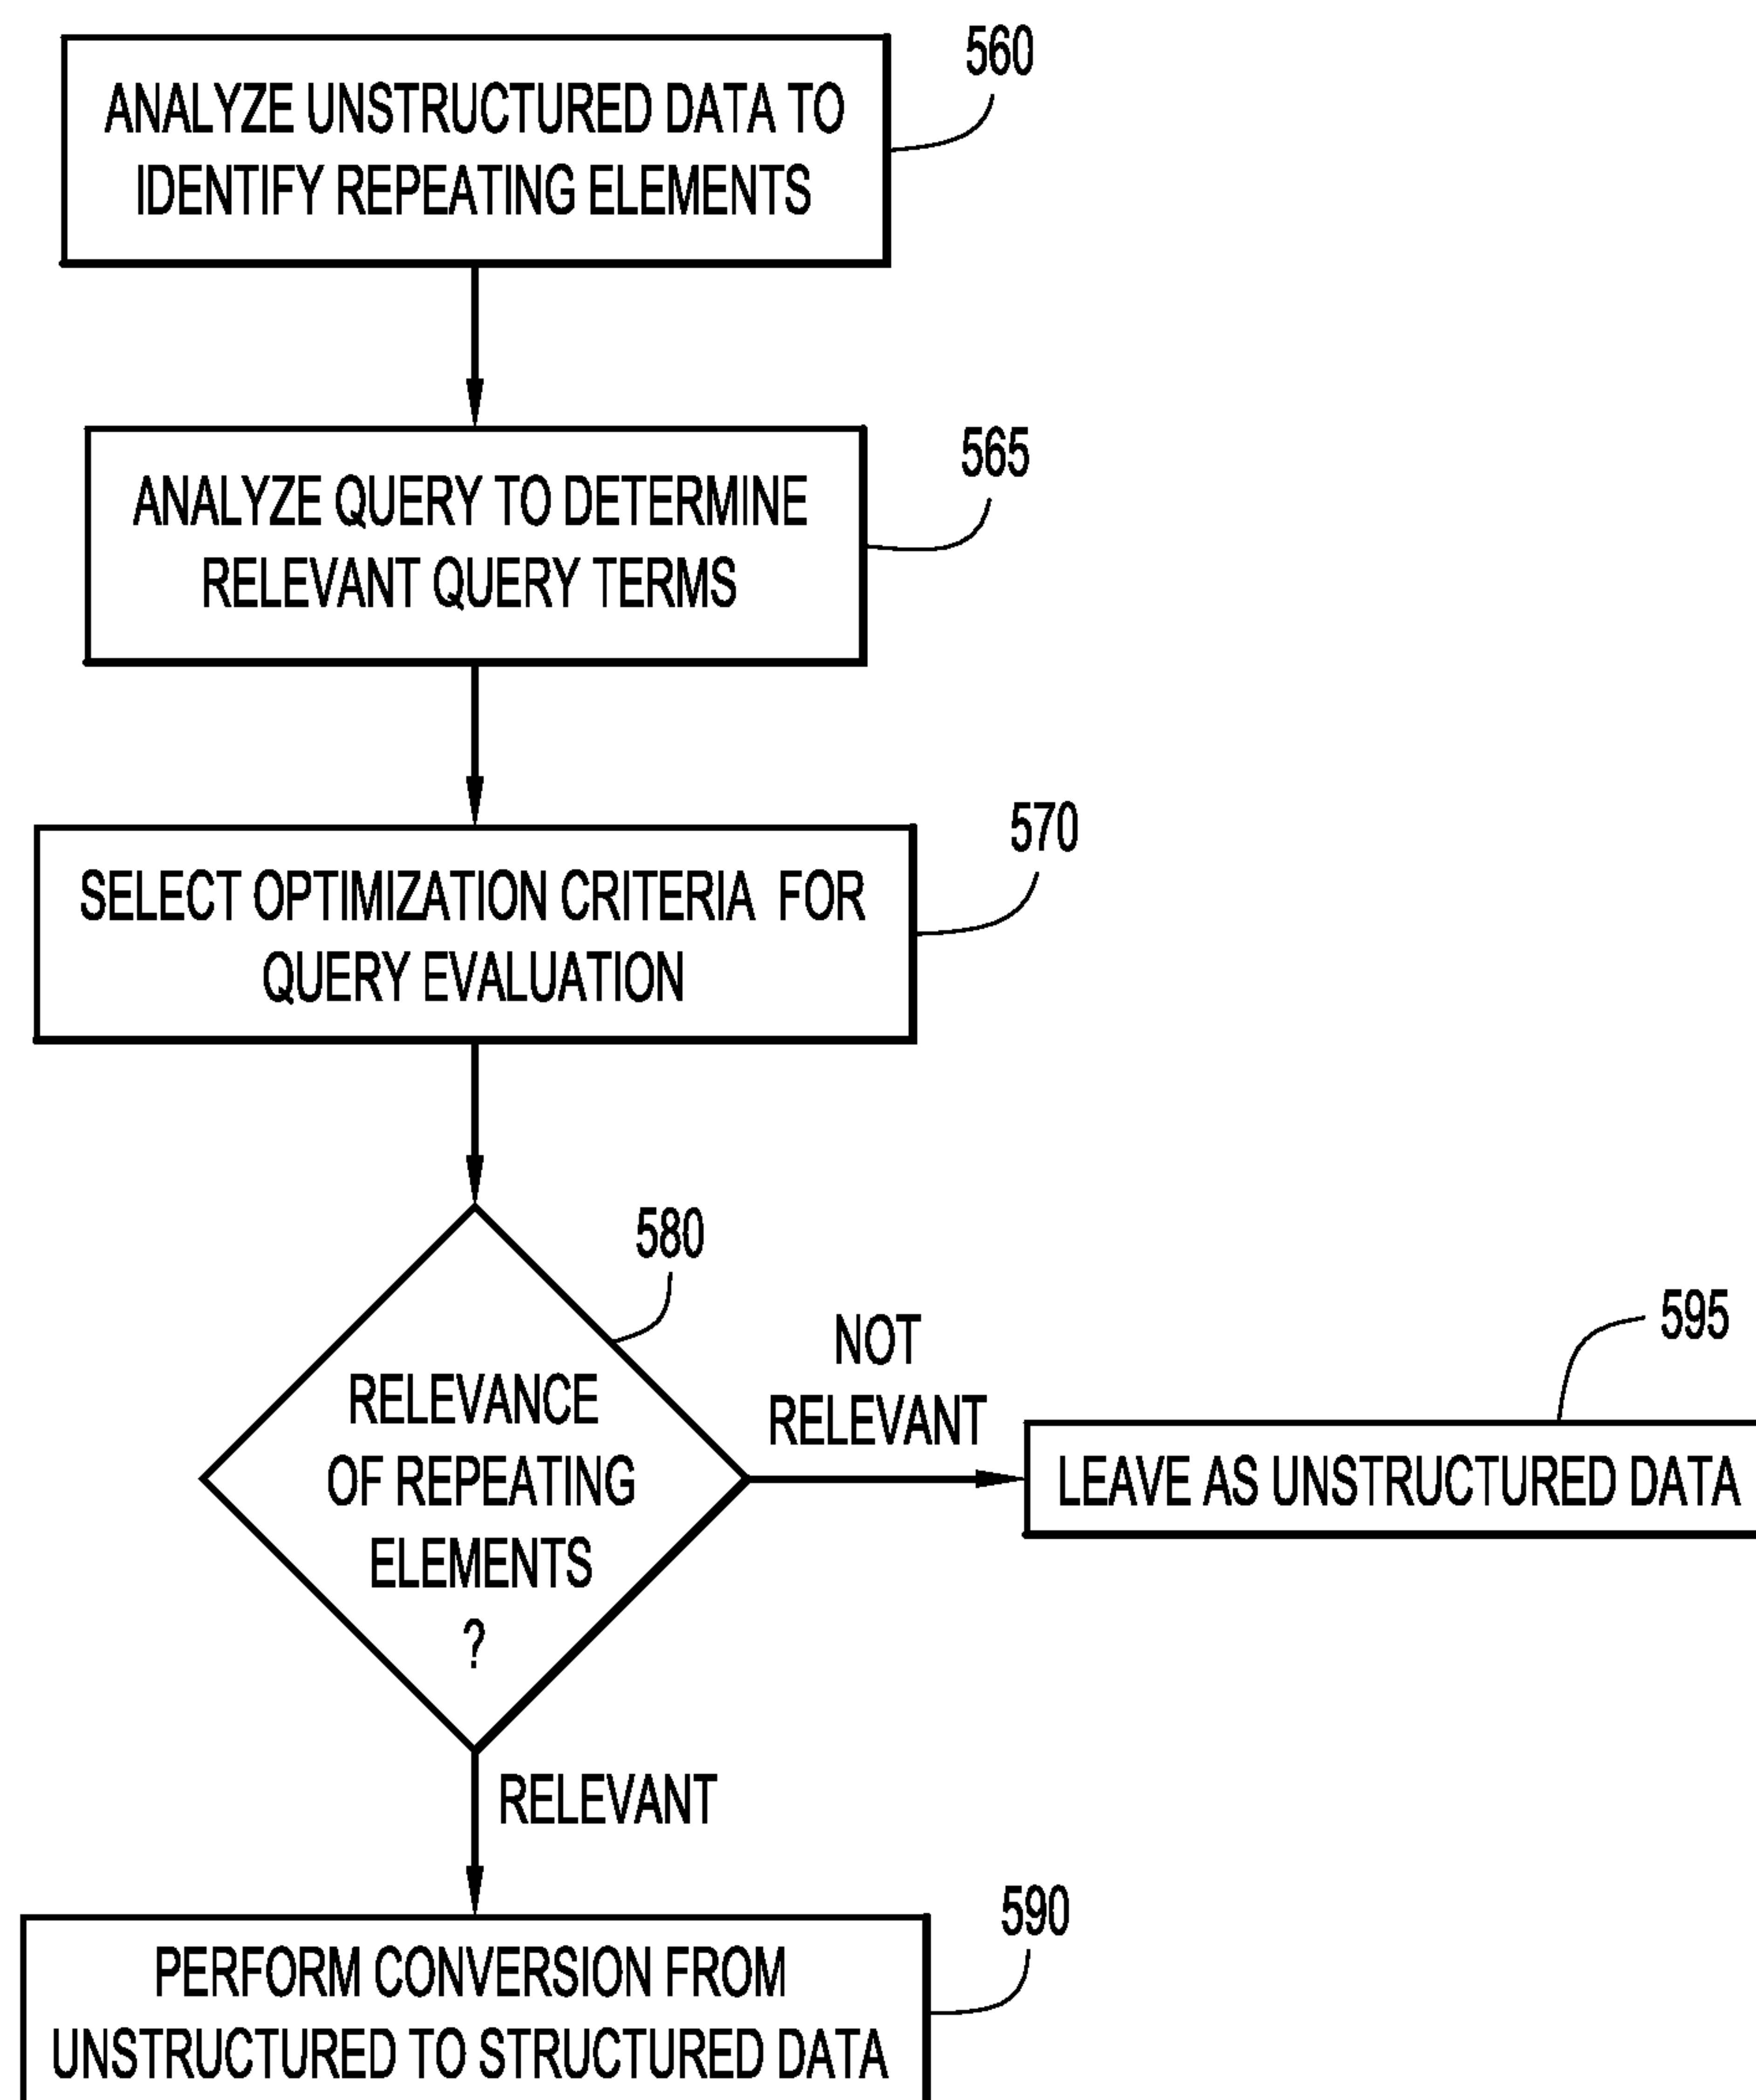 560
ANALYZE UNSTRUCTURED DATA TO
IDENTIFY REPEATING ELEMENTS
565
ANALYZE QUERY TO DETERMINE
RELEVANT QUERY TERMS
570
SELECT OPTIMIZATION CRITERIA FOR
QUERY EVALUATION
580
RELEVANCE
OF REPEATING
ELEMENTS
?
NOT
RELEVANT
595
LEAVE AS UNSTRUCTURED DATA
RELEVANT
590
PERFORM CONVERSION FROM
UNSTRUCTURED TO STRUCTURED DATA